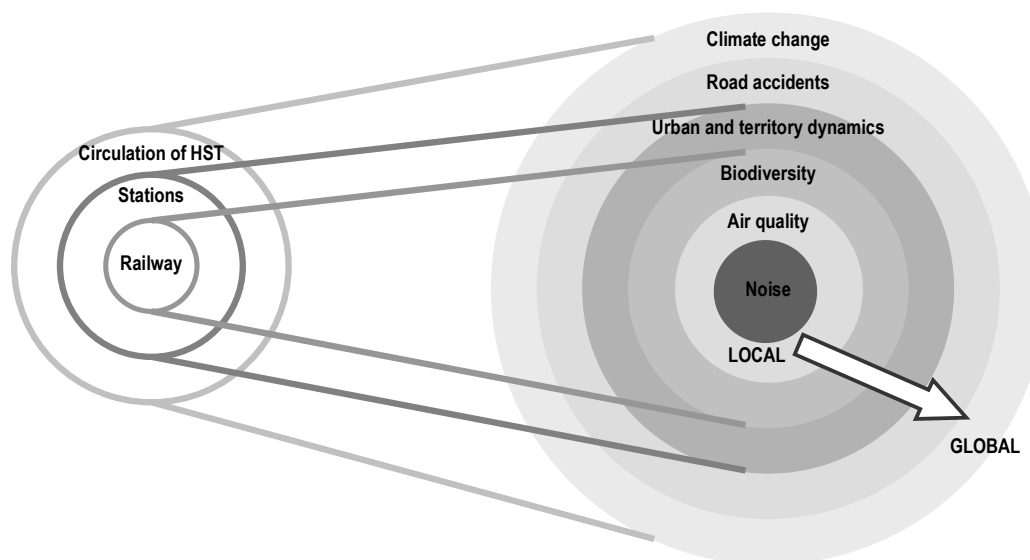 Circulation of HST
Stations
Railway
Climate change
Road accidents
Urban and territory dynamics
Biodiversity
Air quality
Noise
LOCAL
GLOBAL